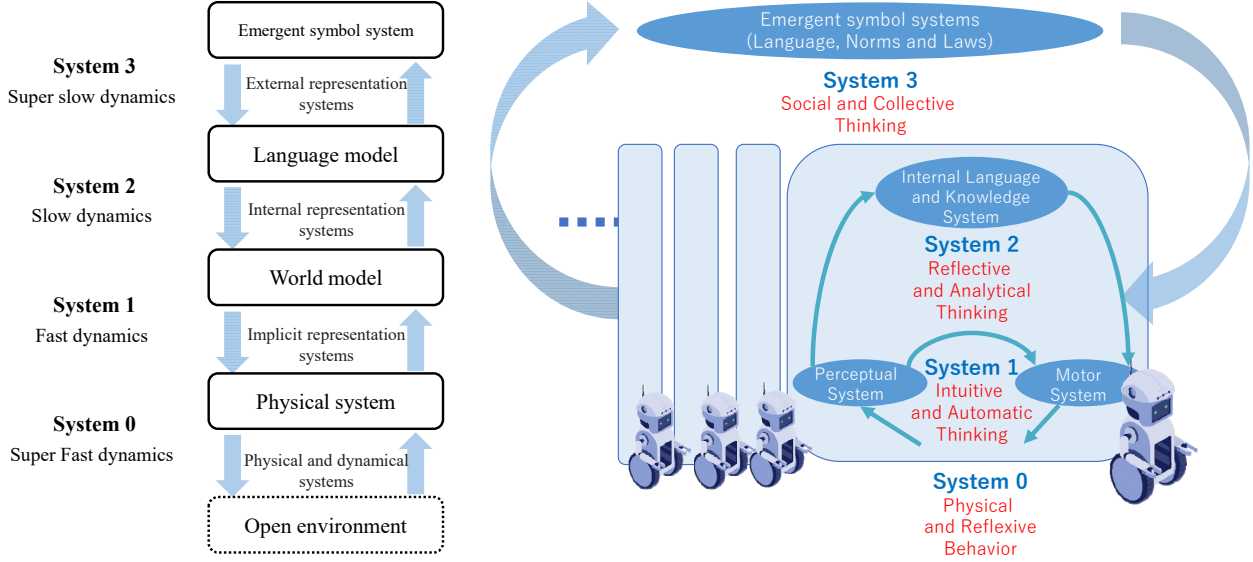 Emergent symbol system
System 3
Super slow dynamics
External representation
systems
Language model
System 2
Slow dynamics
Internal representation
systems
World model
System 1
Fast dynamics
Implicit representation
systems
Physical system
System 0
Super Fast dynamics
Physical and dynamical
systems
Open environment
Emergent symbol systems
(Language, Norms and Laws)
System 3
Social and Collective
Thinking
Internal Language
and Knowledge
System
System 2
Reflective
and Analytical
Thinking
Perceptual
System
System 1
Intuitive
and Automatic
Thinking
Motor
System
System 0
Physical
and Reflexive
Behavior